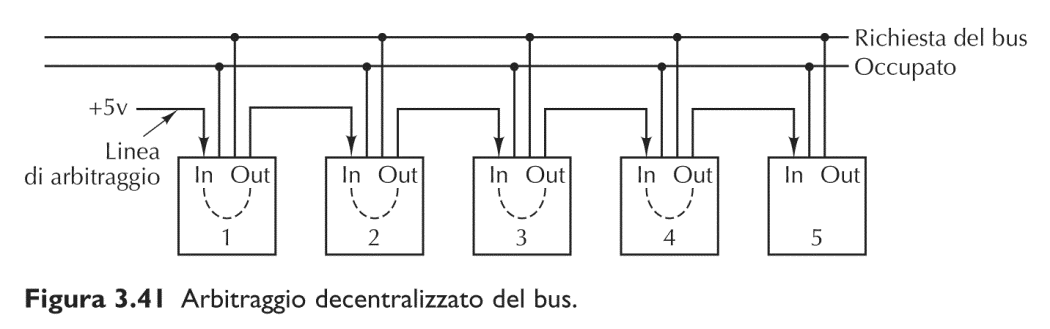 Richiesta del bus
Occupato
+5v
Linea
di arbitraggio
In Out In Out In Out In Out In Out
1 2 3 4 5
Figura 3.41 Arbitraggio decentralizzato del bus.